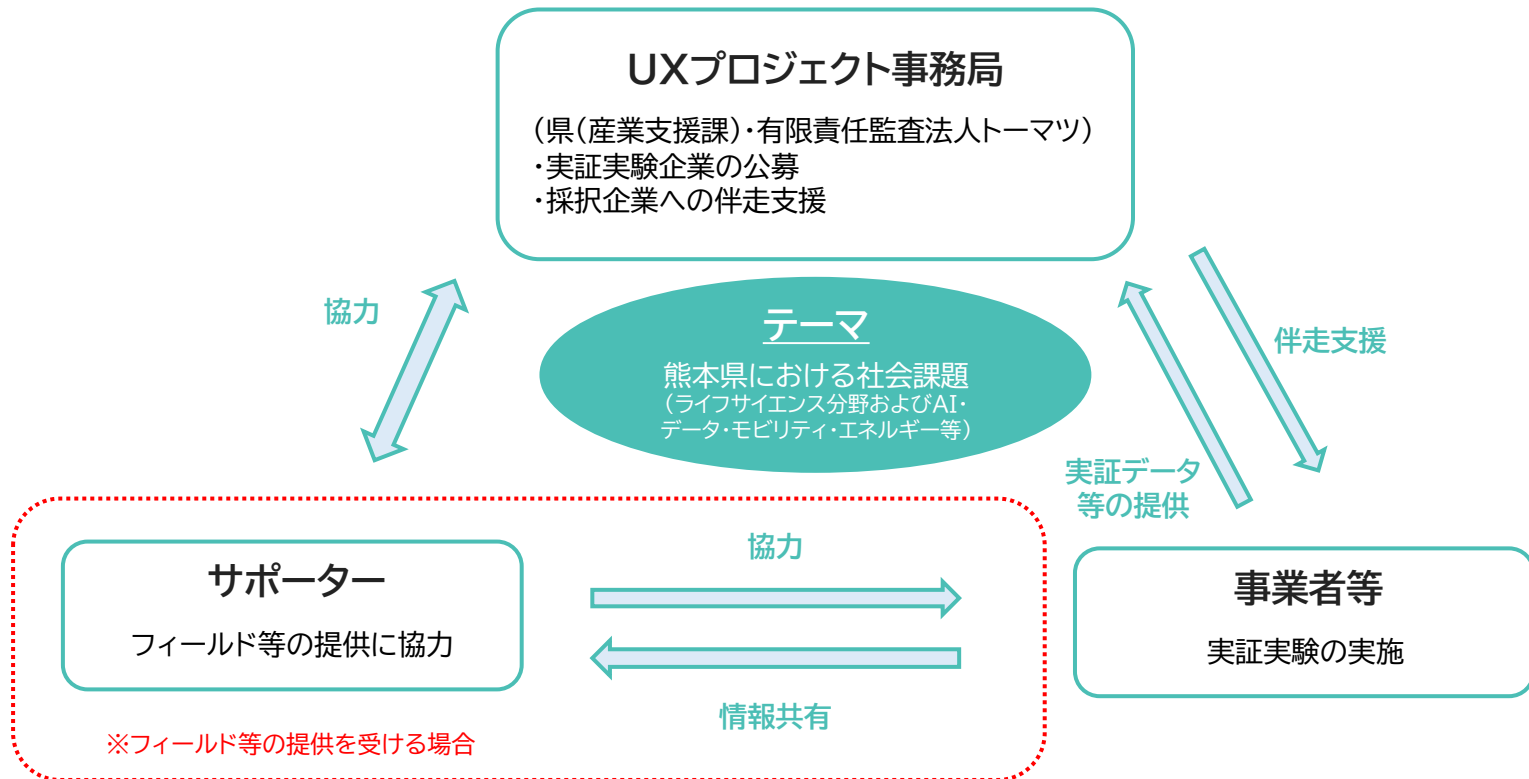 UXプロジェクト事務局
(県(産業支援課)・有限責任監査法人トーマツ)
・実証実験企業の公募
・採択企業への伴走支援
協力
テーマ
熊本県における社会課題
(ライフサイエンス分野およびAI・
データ・モビリティ・エネルギー等)
伴走支援
実証データ
等の提供
サポーター
フィールド等の提供に協力
協力
情報共有
※フィールド等の提供を受ける場合
事業者等
実証実験の実施